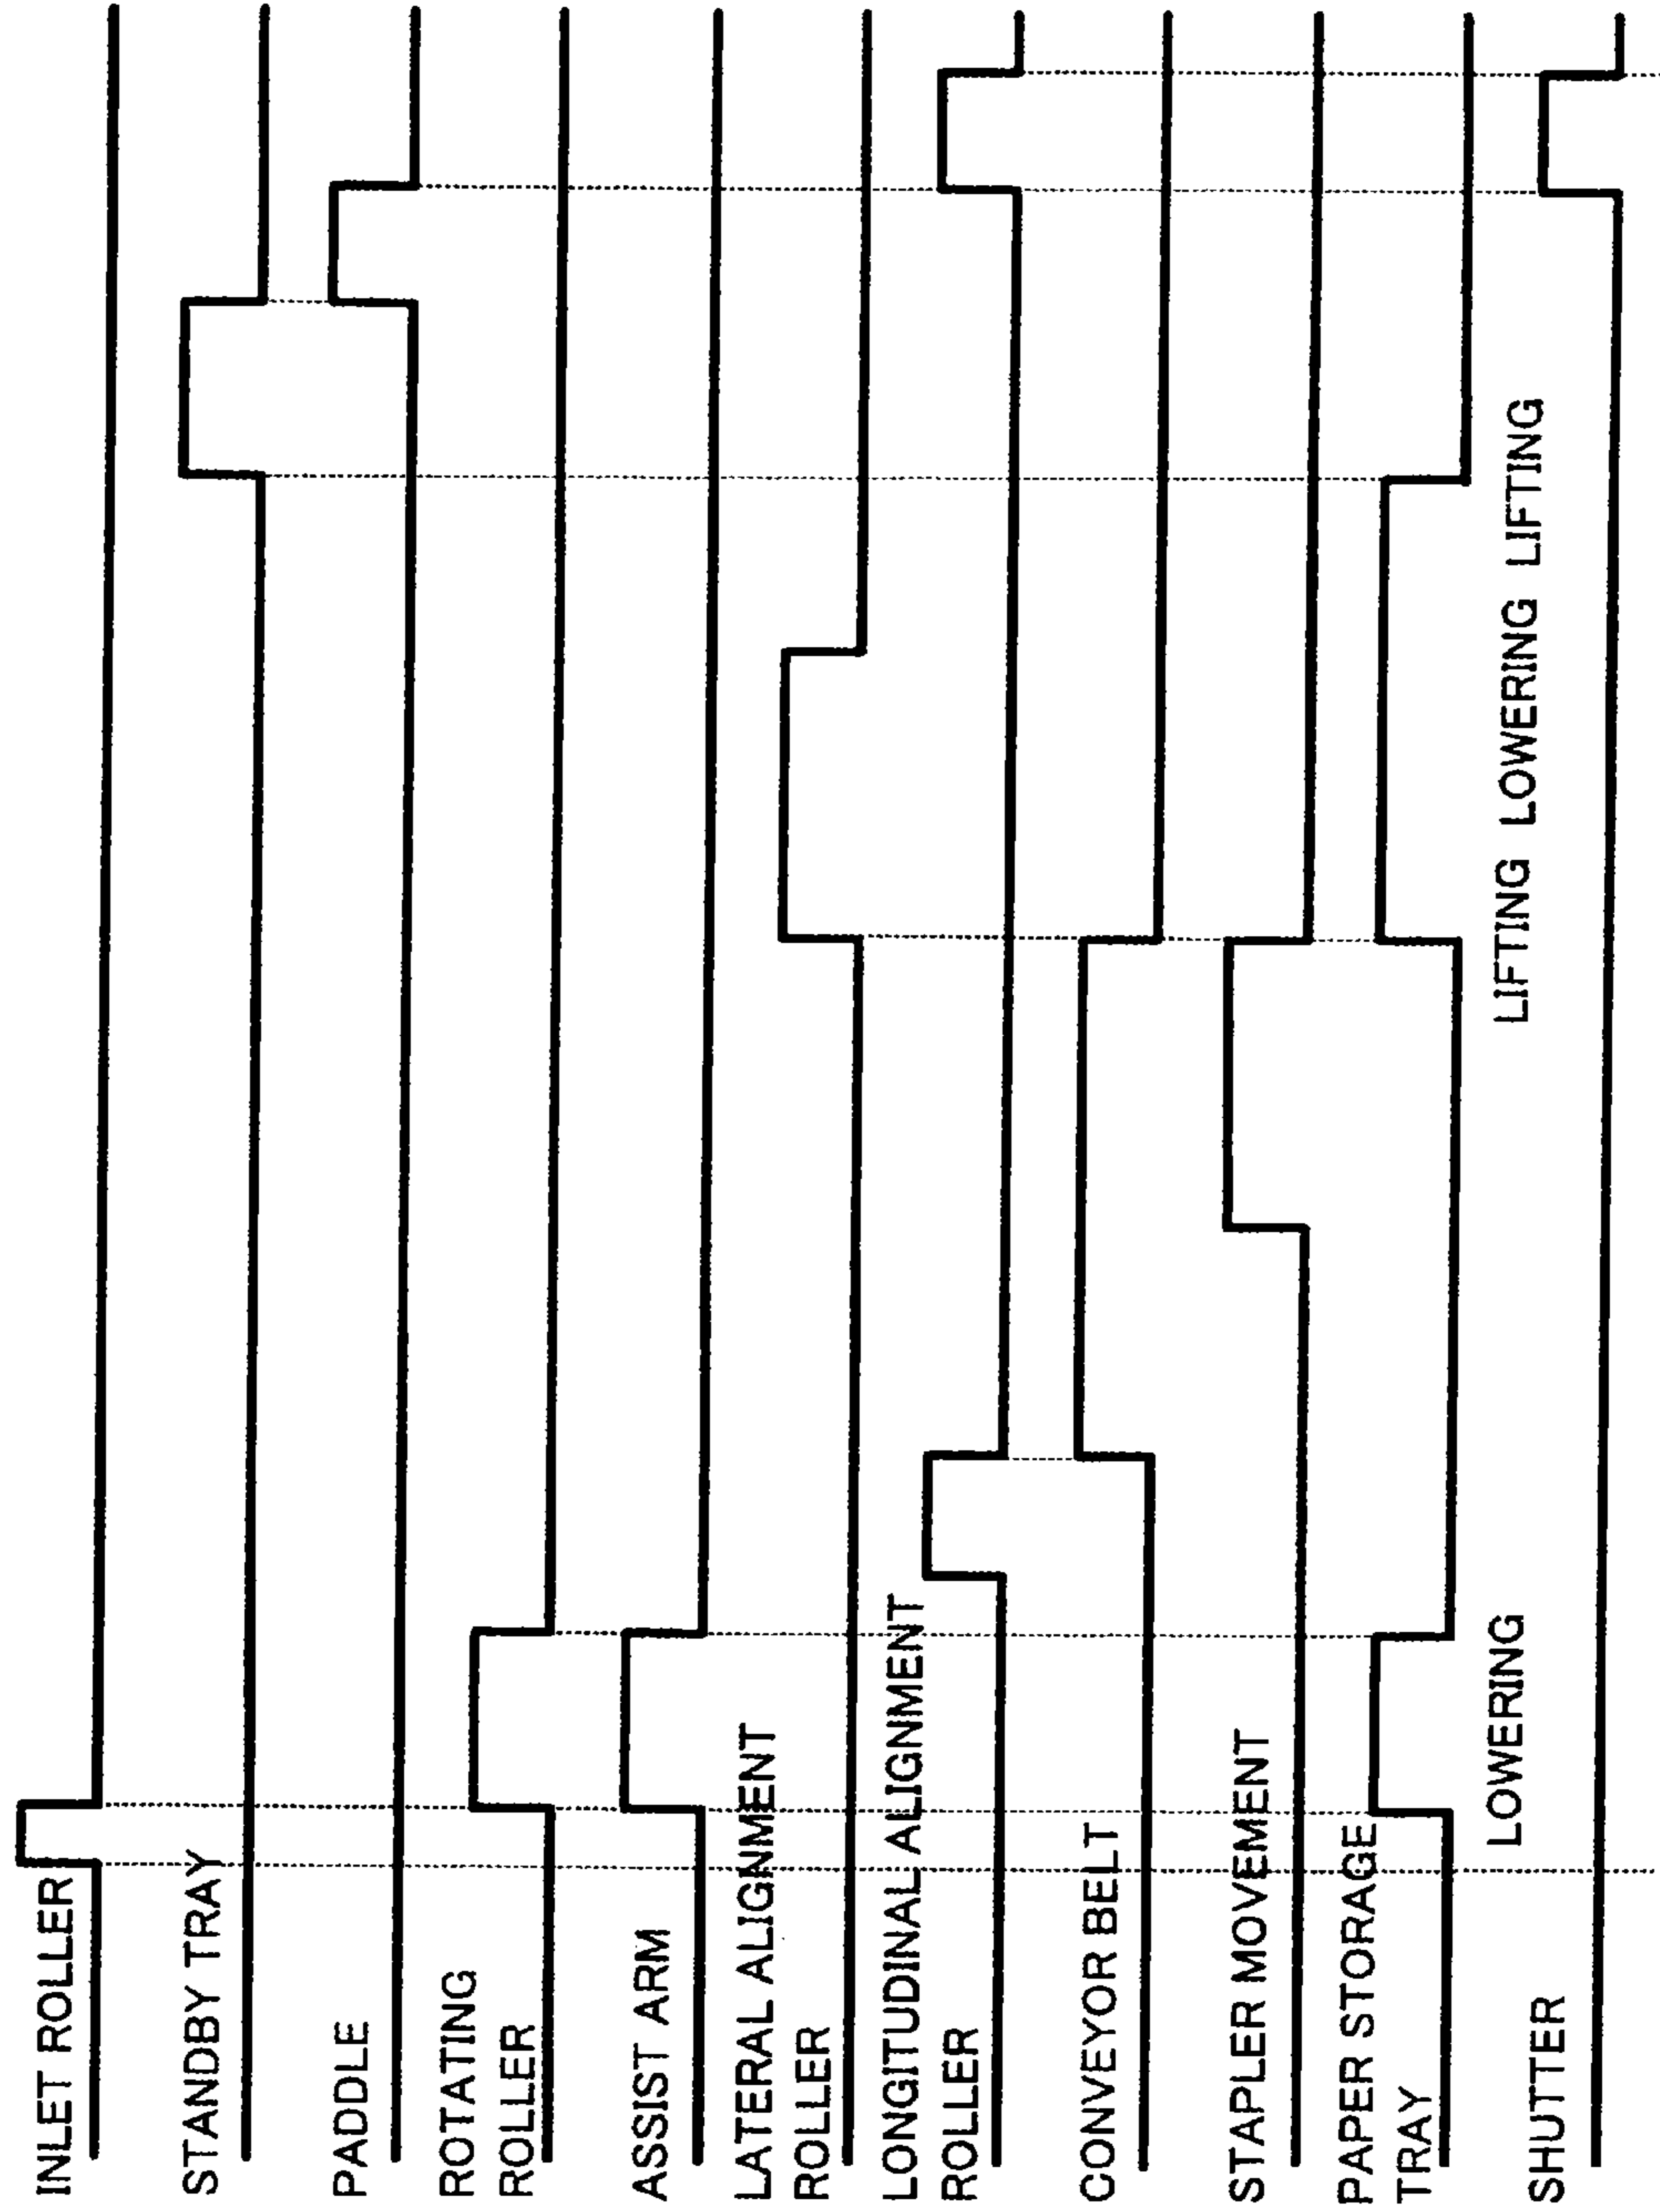 INLET ROLLER
STANDBY TRAY
PADDLE
ROTATING
ROLLER
ASSIST ARM
LATERAL ALIGNMENT
ROLLER
LONGITUDINAL ALIGNMENT
ROLLER
CONVEYOR BELT
STAPLER MOVEMENT
PAPER STORAGE
TRAY
LOWERING
LIFTING LOWERING LIFTING
SHUTTER